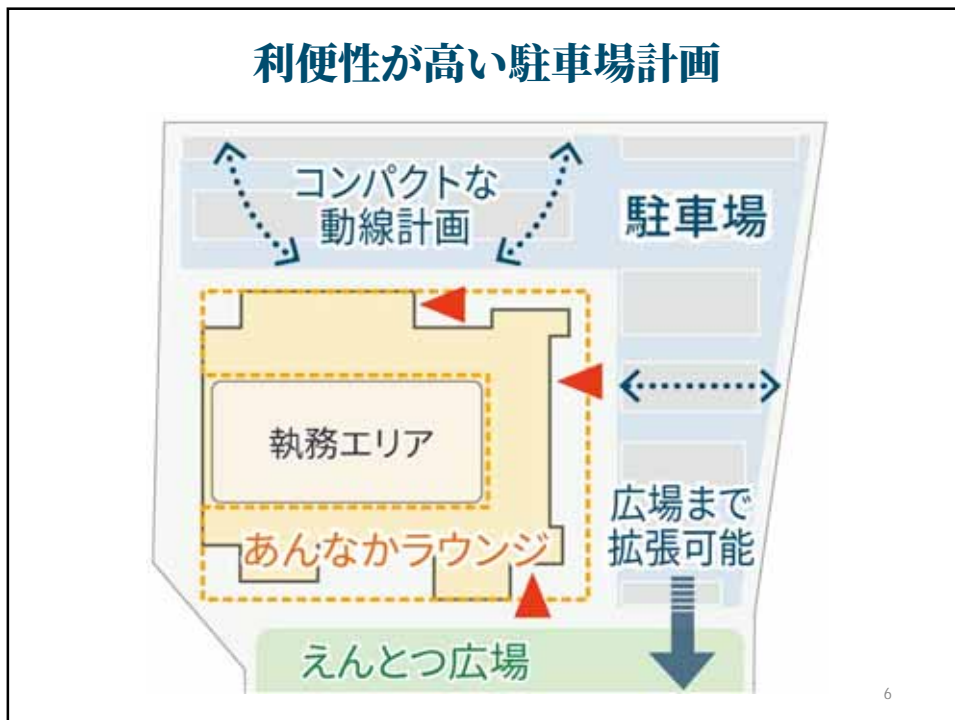 利便性が高い駐車場計画
コンパクトな
動線計画
駐車場
執務エリア
広場まで
拡張可能
あんなかラウンジ
えんとつ広場
6